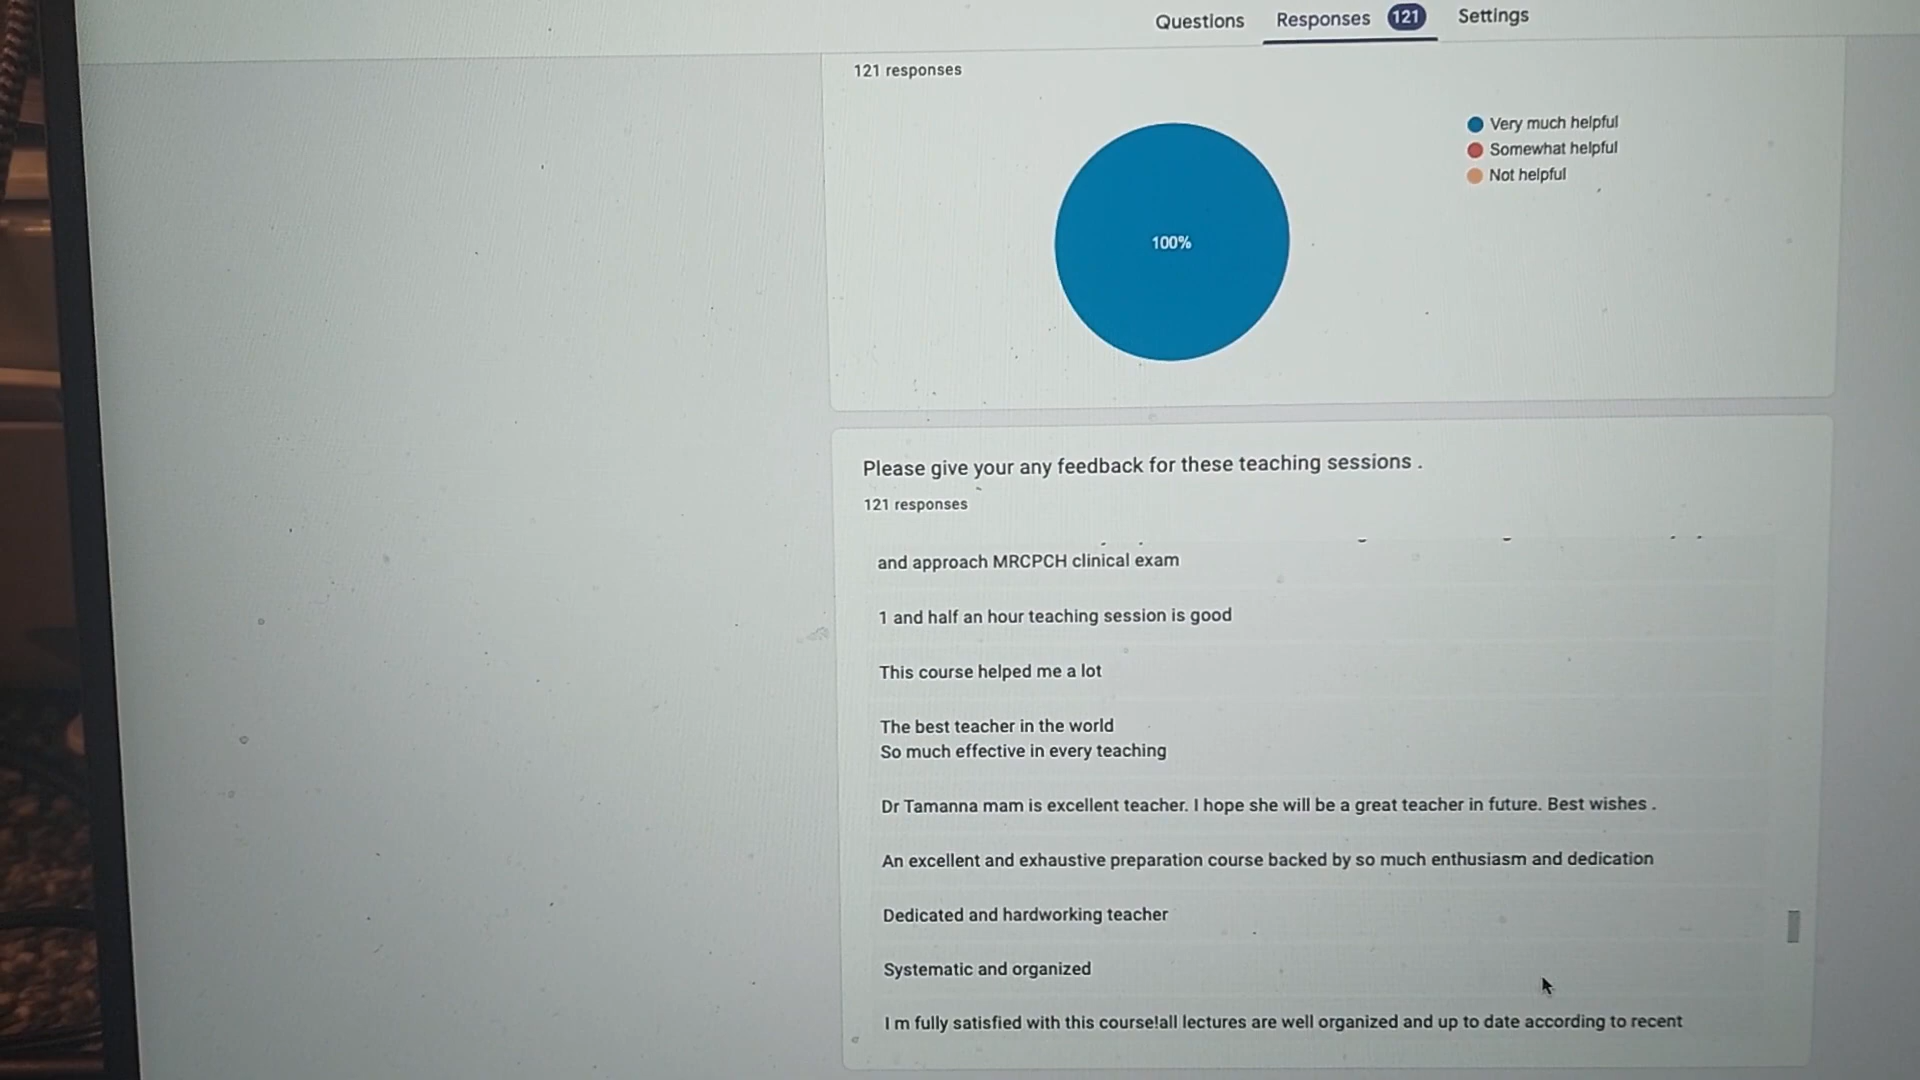 Questions
Responses 121
Settings
121 responses
Very much helpful
Somewhat helpful
Not helpful
100%
Please give your any feedback for these teaching sessions .
121 responses
and approach MRCPCH clinical exam
1 and half an hour teaching session is good
This course helped me a lot
The best teacher in the world
So much effective in every teaching
Dr Tamanna mam is excellent teacher. I hope she will be a great teacher in future. Best wishes .
An excellent and exhaustive preparation course backed by so much enthusiasm and dedication
Dedicated and hardworking teacher
Systematic and organized
I m fully satisfied with this course!all lectures are well organized and up to date according to recent